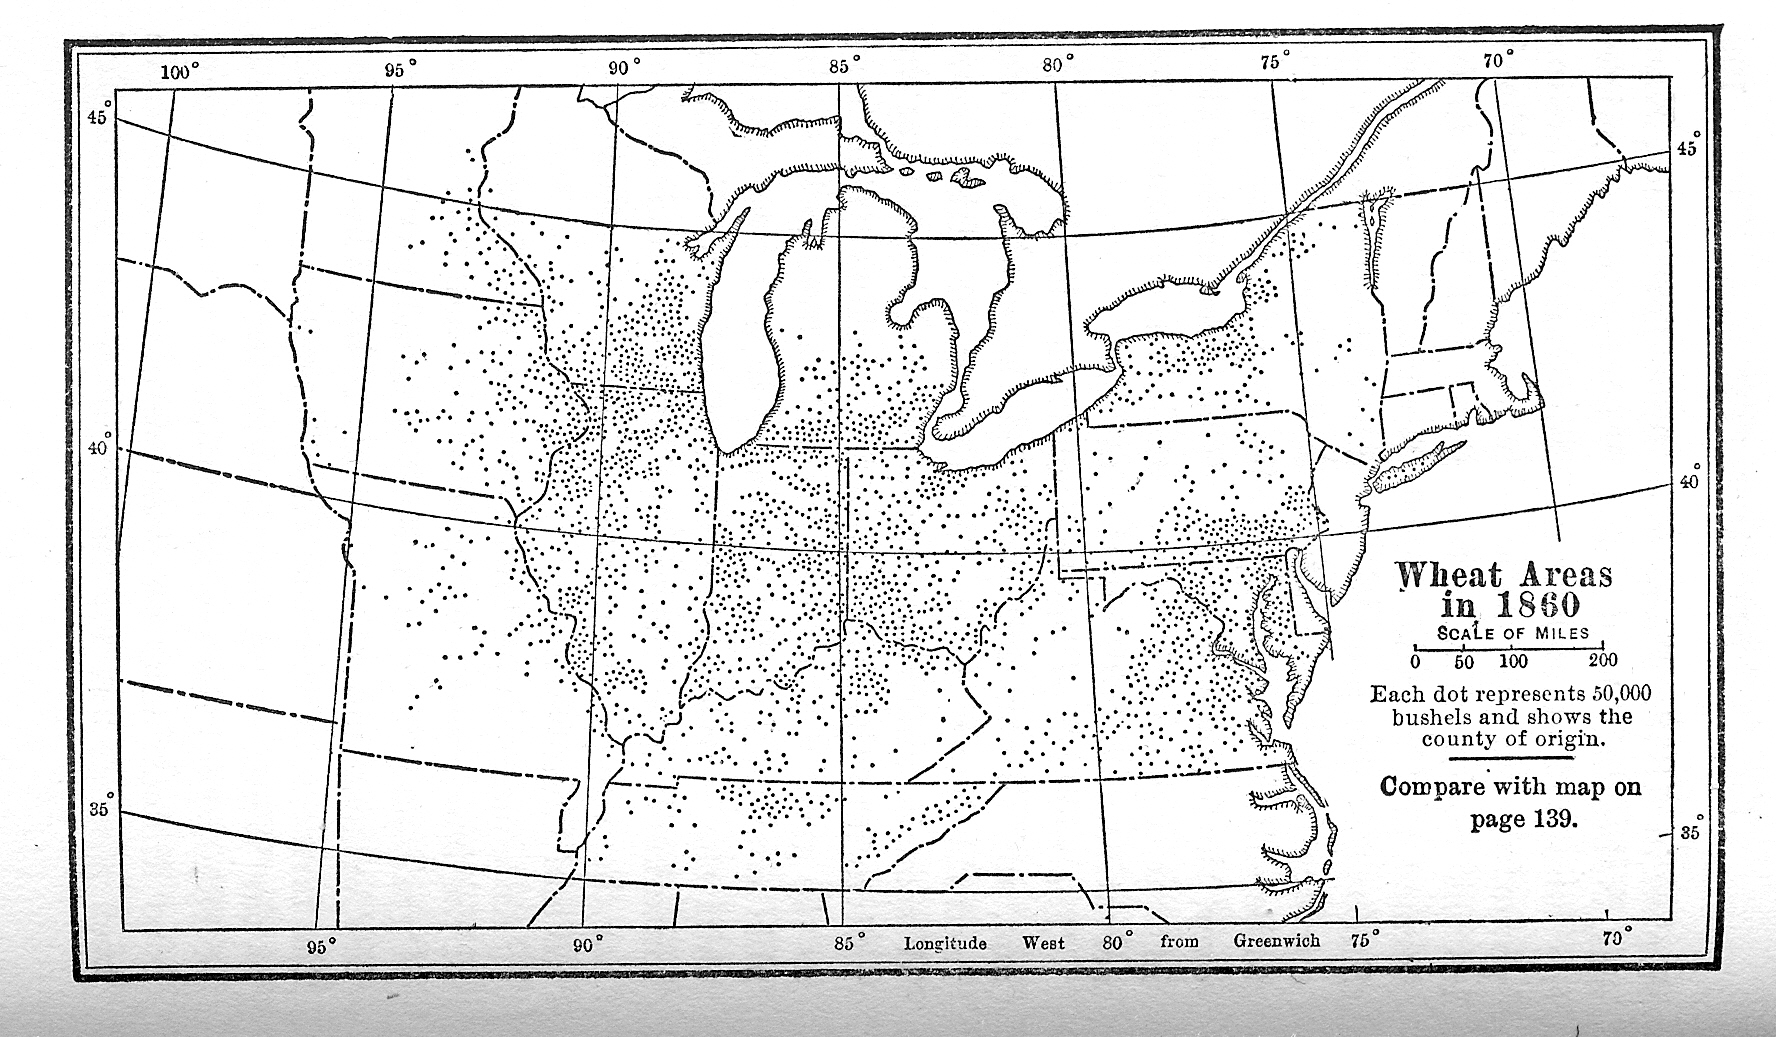 100° 95° 90° 85° 80° 75° 70°
45° 45°
40° 40°
Wheat Areas
in 1860
SCALE OF MILES
0 50 100 200
Each dot represents 50,000
bushels and shows the
county of origin.
Compare with map on
page 139.
35° 35°
95° 90° 85° Longitude West 80° from Greenwich 75° 70°